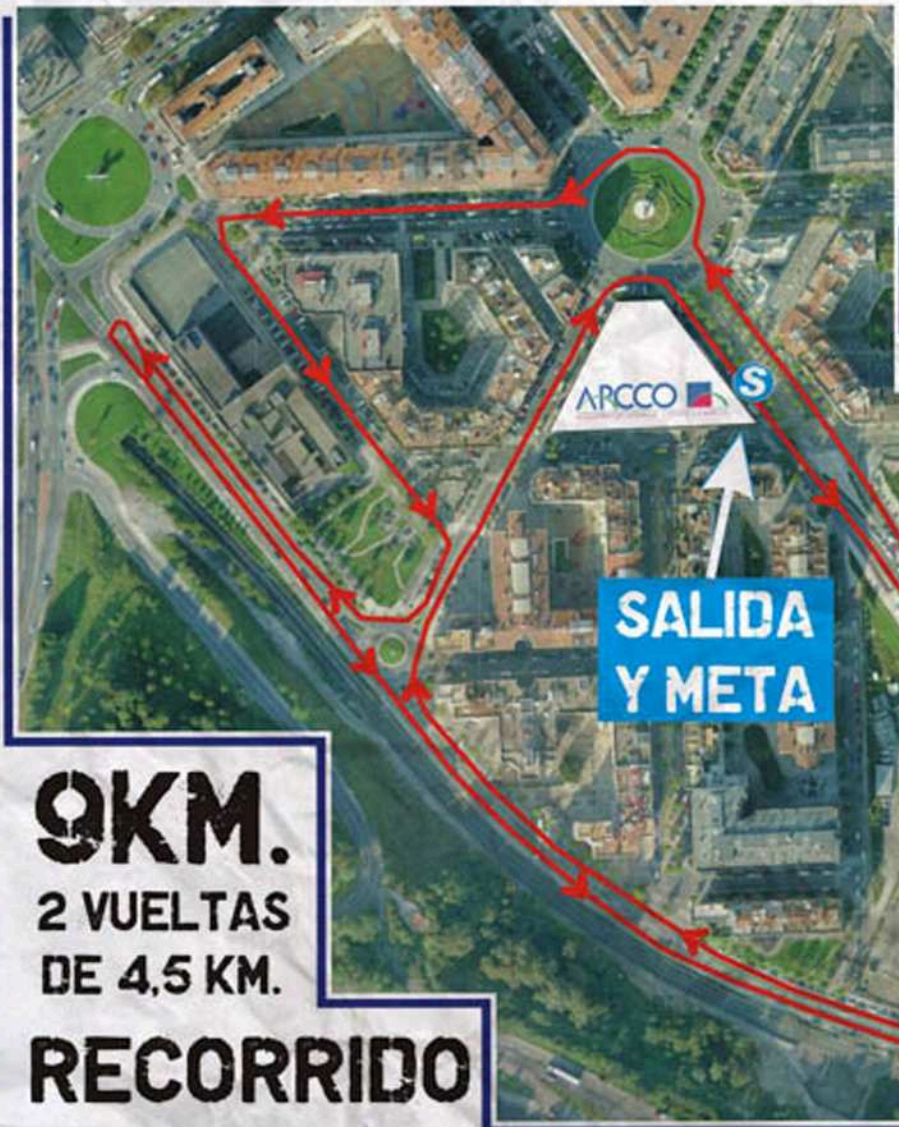 ARCCO
S
SALIDA
Y META
9KM.
2 VUELTAS
DE 4,5 KM.
RECORRIDO